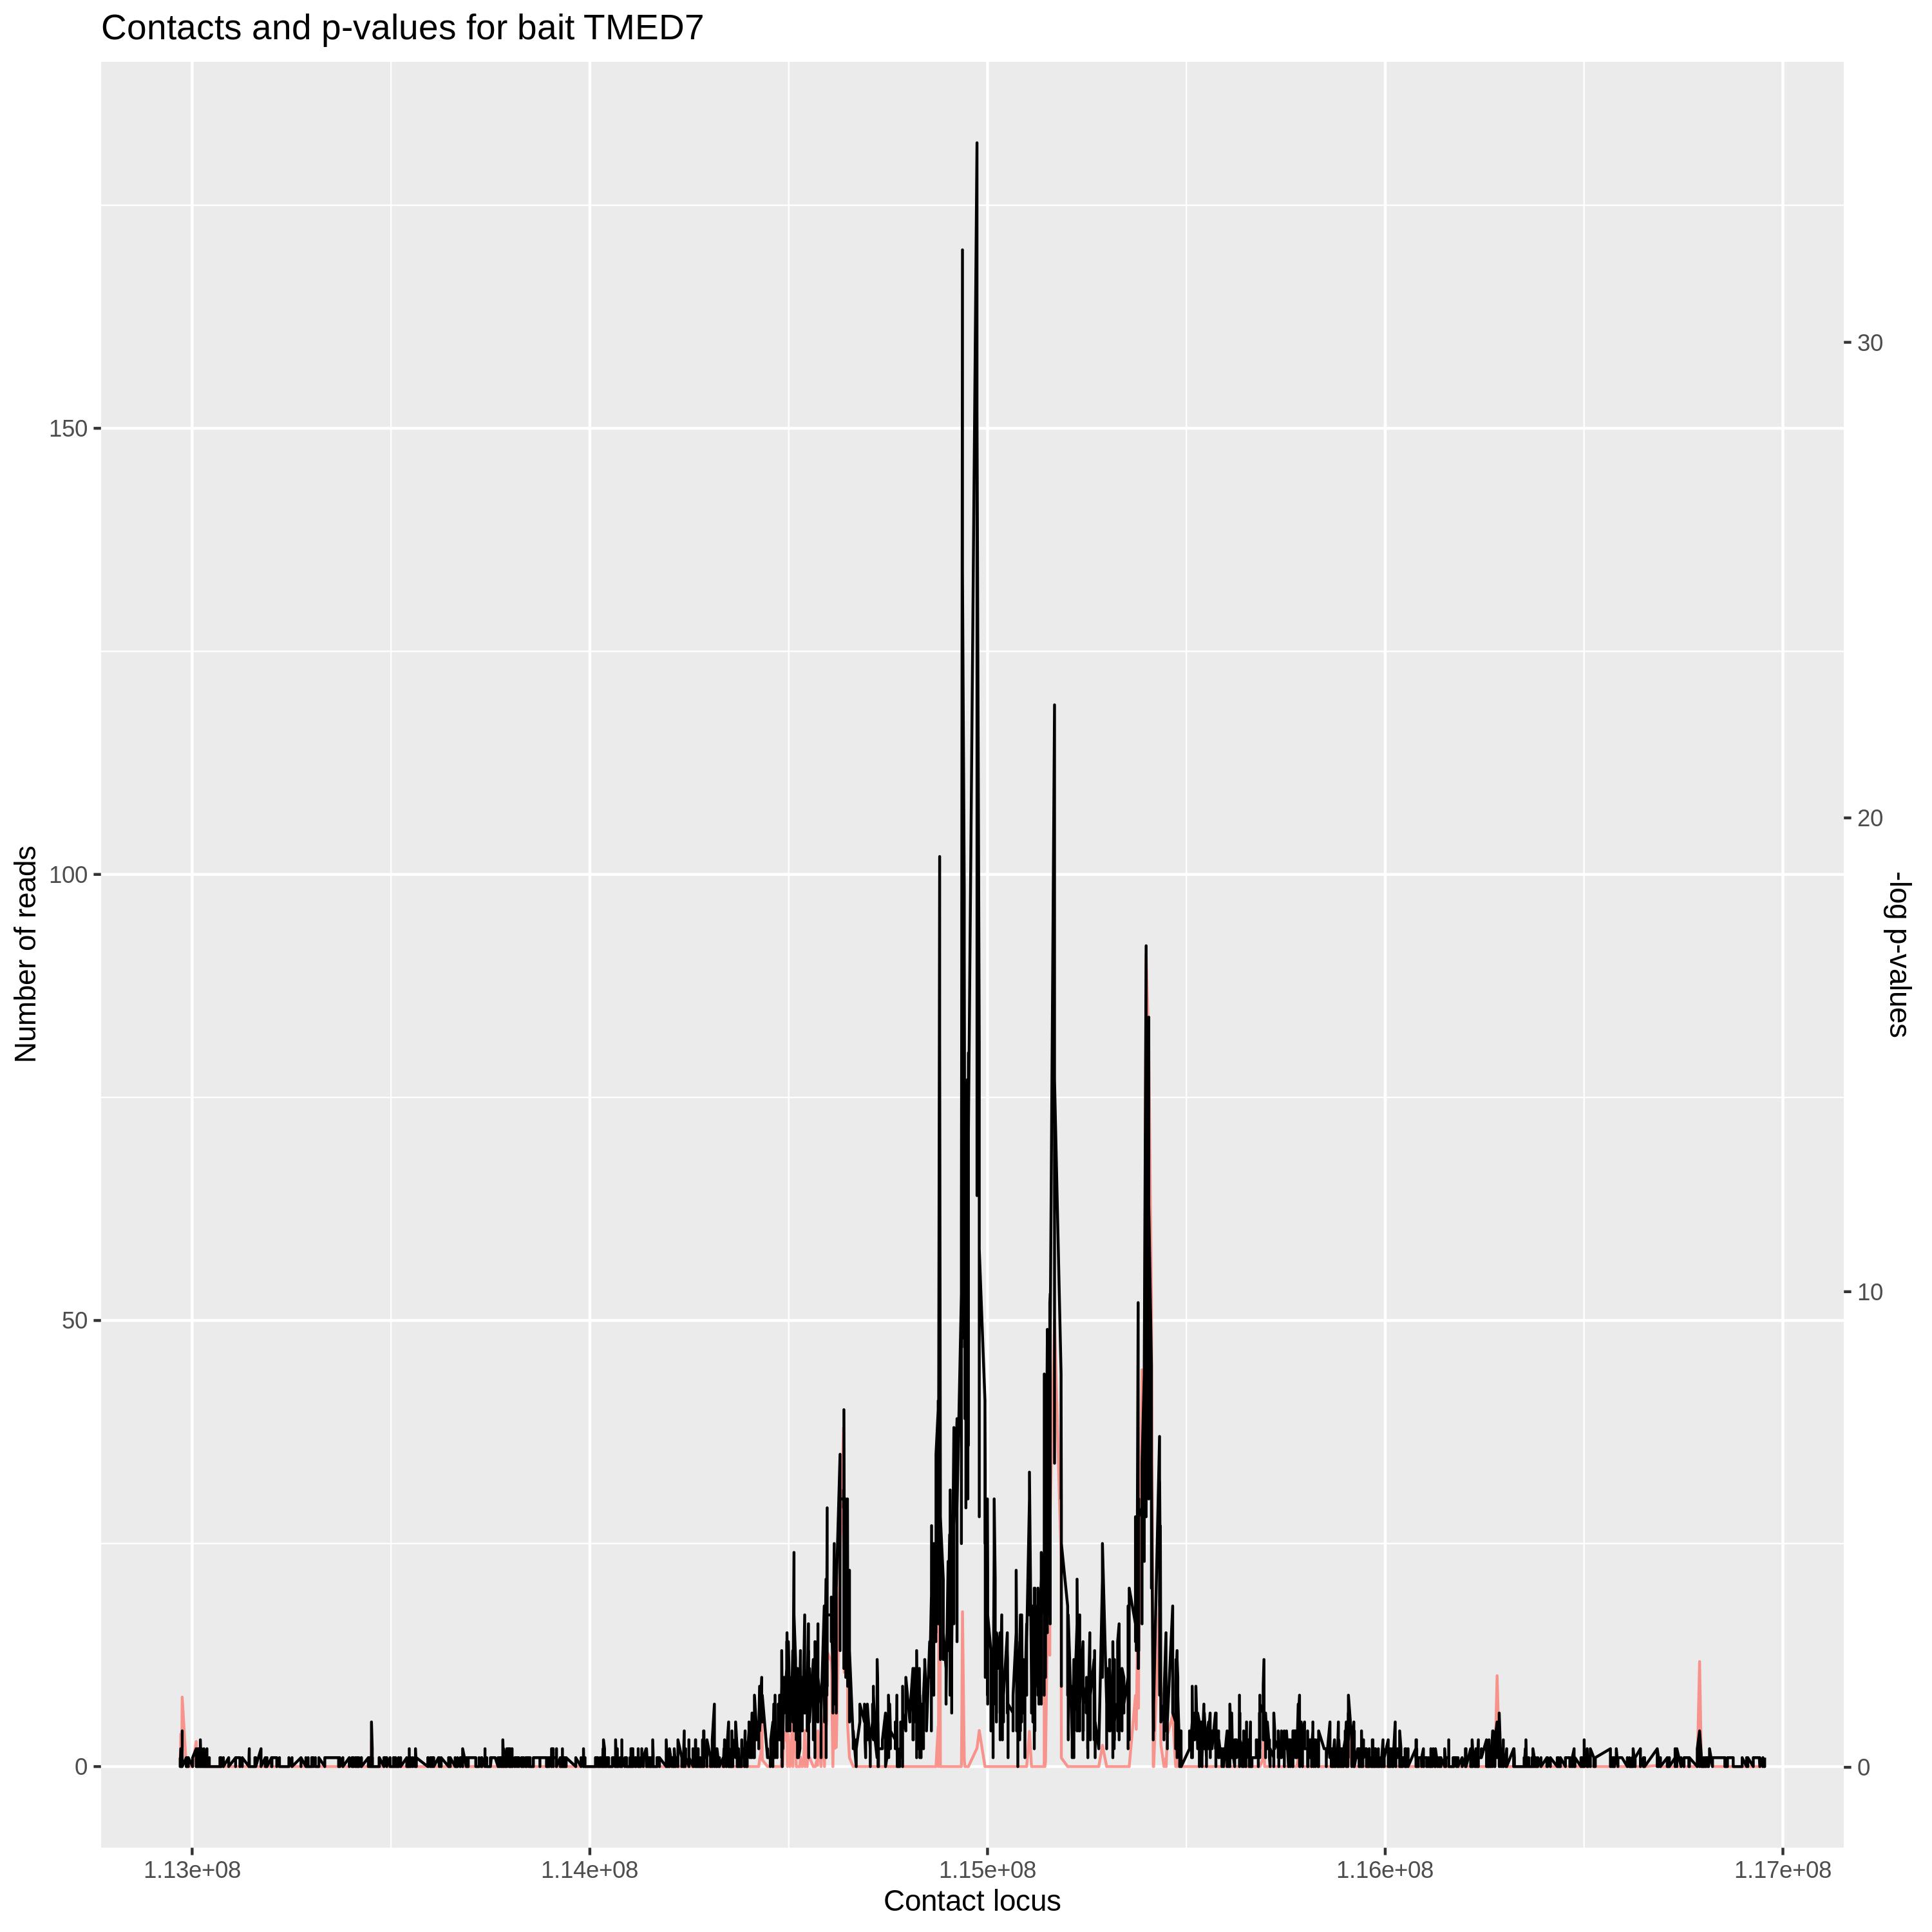 Contacts and p-values for bait TMED7
Number of reads
150
100
50
0
30
20
10
0
-log p-values
1.13e+08
1.14e+08
1.15e+08
1.16e+08
1.17e+08
Contact locus